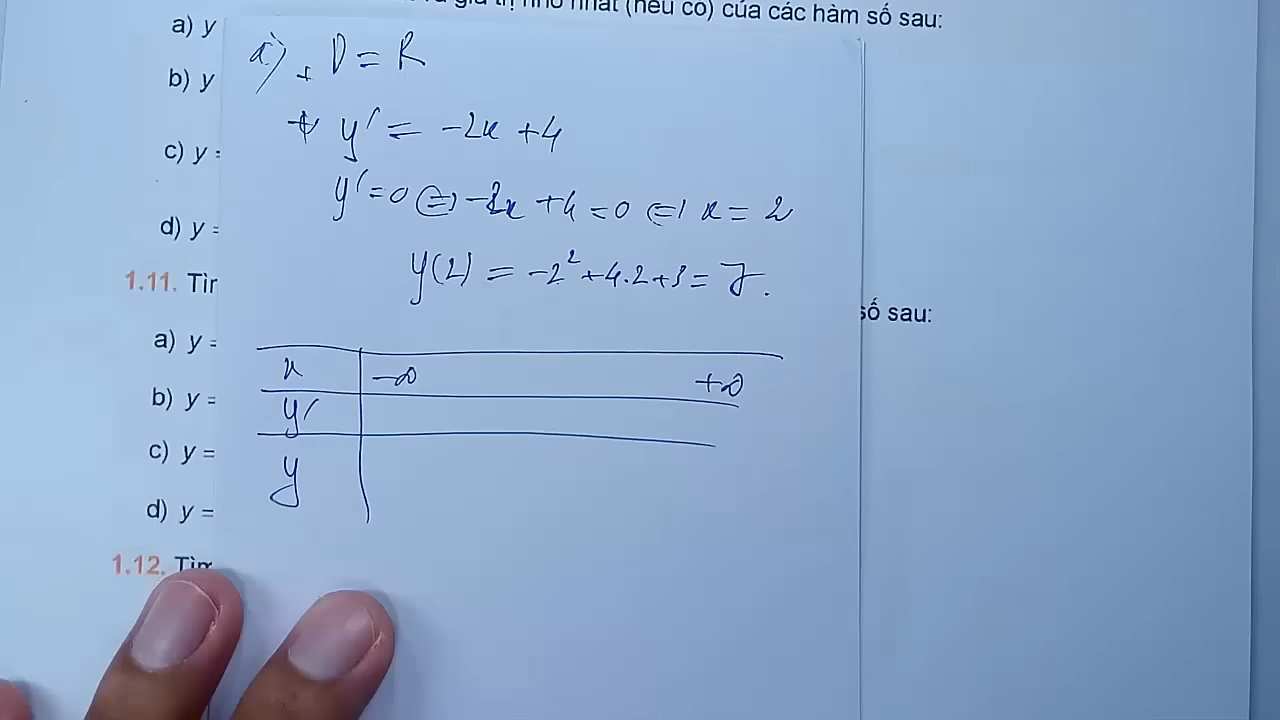 giá trị nhỏ nhất (nếu có) của các hàm số sau:
a) y
b) y
c) y =
d) y =
a) + D = R
+ y' = -2x + 4
y' = 0 ⇔ -2x + 4 = 0 ⇔ x = 2
y(2) = -2² + 4.2 + 3 = 7.
1.11. Tìr
số sau:
a) y =
b) y =
c) y =
d) y =
x -∞ +∞
y'
y
1.12. Tìm